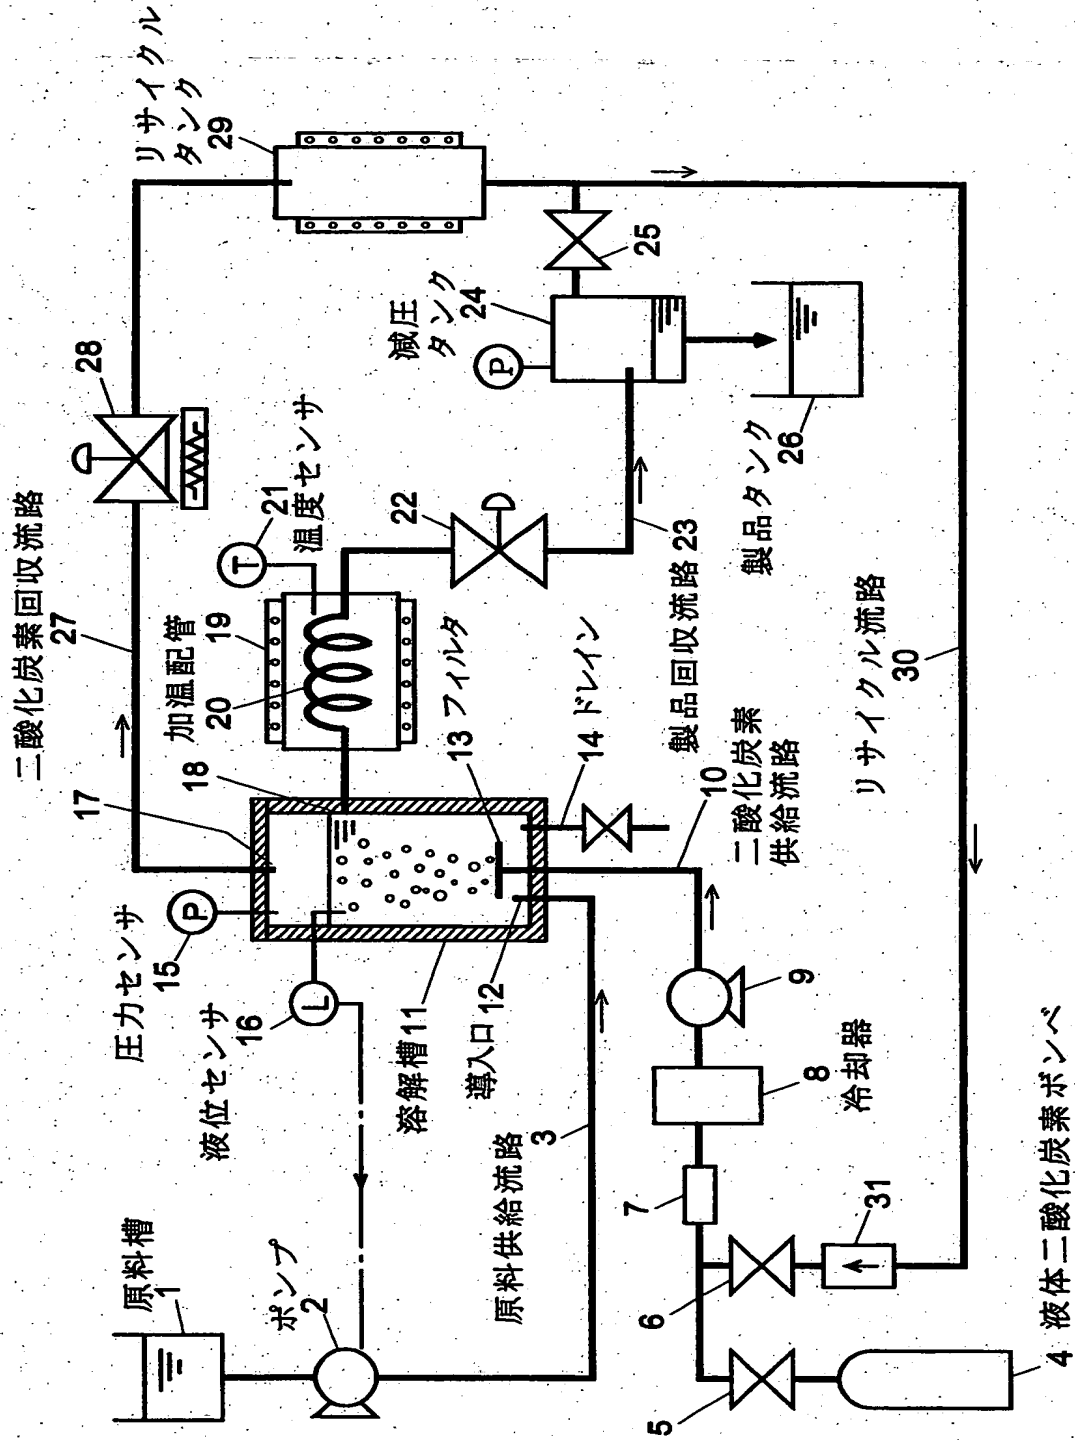 二酸化炭素回収流路
27
28
リサイクル
タンク
29
17
18
加温配管
20
19
21
温度センサ
22
減圧
タンク
24
25
P
T
圧力センサ
15
P
液位センサ
16
L
原料槽
1
ポンプ
2
溶解槽 11
導入口 12
13 フィルタ
14 ドレイン
製品回収流路 23
製品タンク
26
原料供給流路
3
10
二酸化炭素
供給流路
リサイクル流路
30
9
8
冷却器
7
6
31
5
4 液体二酸化炭素ボンベ